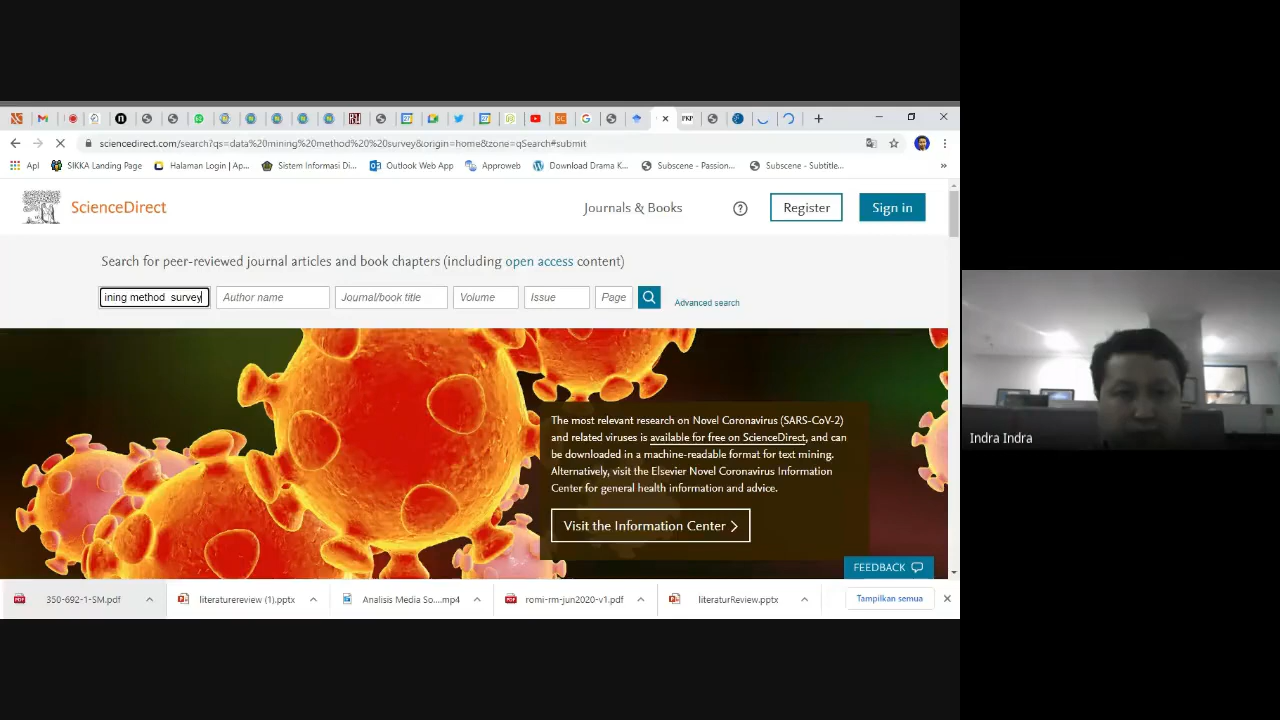 sciencedirect.com/search?qs=data%20mining%20method%20%20survey&origin=home&zone=qSearch#submit
Apl
SIKKA Landing Page
Halaman Login | Ap...
Sistem Informasi Di...
Outlook Web App
Approweb
Download Drama K...
Subscene - Passion...
Subscene - Subtitle...
»
ScienceDirect
Journals & Books
Register
Sign in
Search for peer-reviewed journal articles and book chapters (including open access content)
ining method  survey
Author name
Journal/book title
Volume
Issue
Page
Advanced search
The most relevant research on Novel Coronavirus (SARS-CoV-2)
and related viruses is available for free on ScienceDirect, and can
be downloaded in a machine-readable format for text mining.
Alternatively, visit the Elsevier Novel Coronavirus Information
Center for general health information and advice.
Visit the Information Center
FEEDBACK
350-692-1-SM.pdf
literaturereview (1).pptx
Analisis Media So....mp4
romi-rm-jun2020-v1.pdf
literaturReview.pptx
Tampilkan semua
Indra Indra